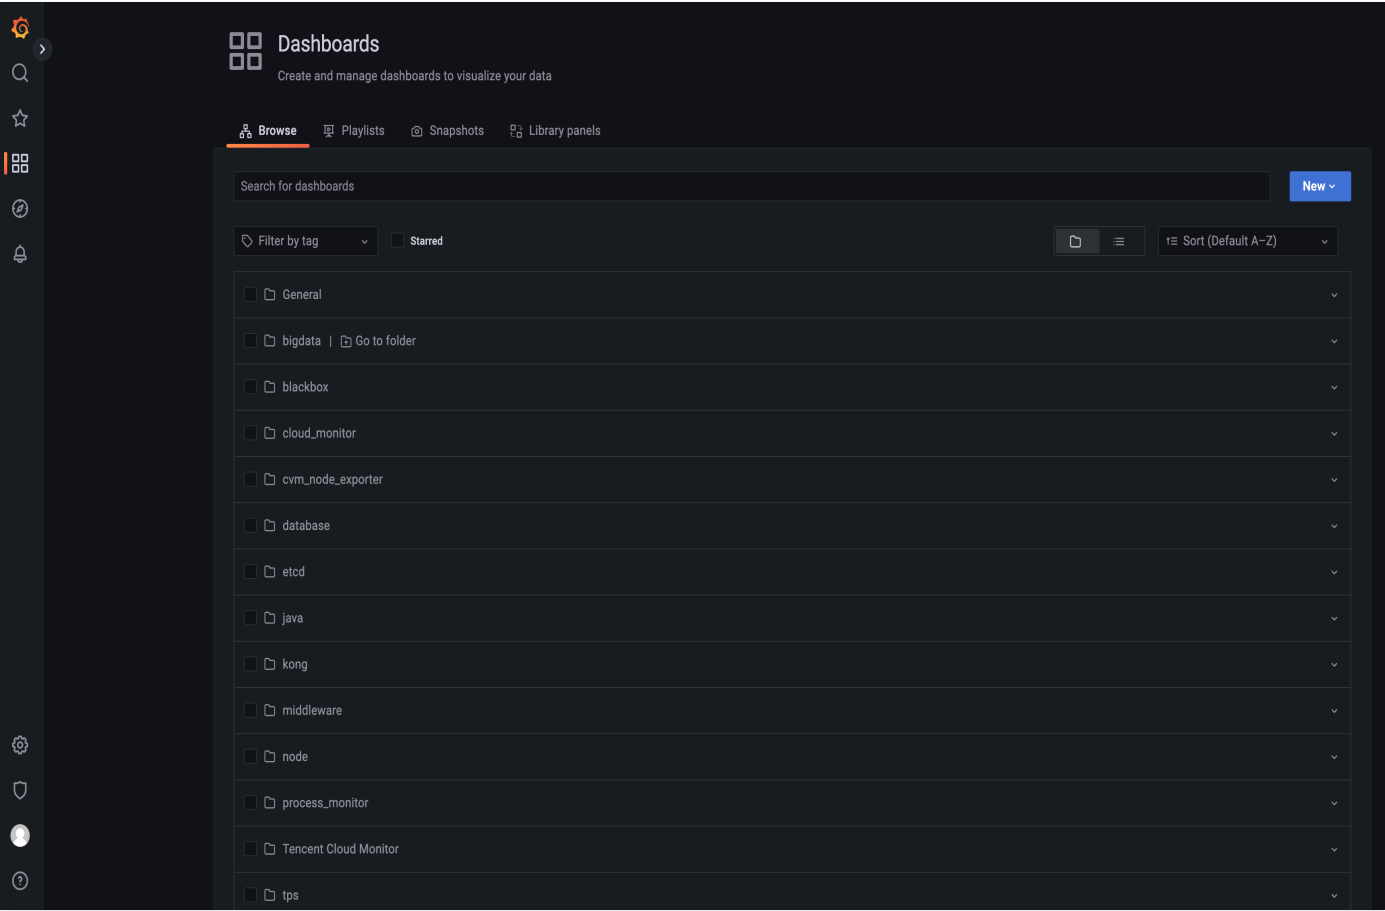 Dashboards
Create and manage dashboards to visualize your data
Browse Playlists Snapshots Library panels
Search for dashboards New
Filter by tag Starred Sort (Default A–Z)
General
bigdata | Go to folder
blackbox
cloud_monitor
cvm_node_exporter
database
etcd
java
kong
middleware
node
process_monitor
Tencent Cloud Monitor
tps